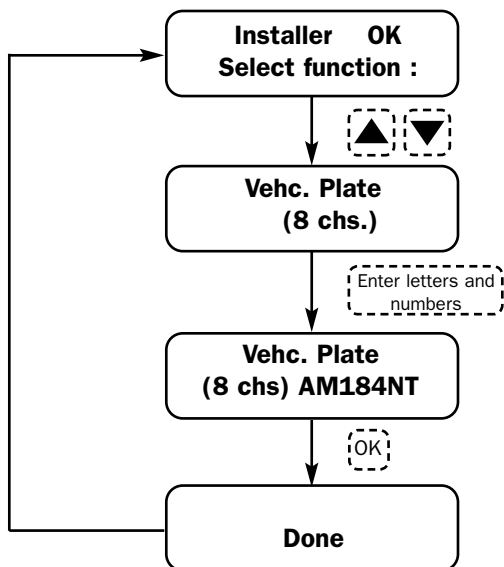 Installer OK
Select function :
Vehc. Plate
(8 chs.)
Enter letters and
numbers
Vehc. Plate
(8 chs) AM184NT
OK
Done